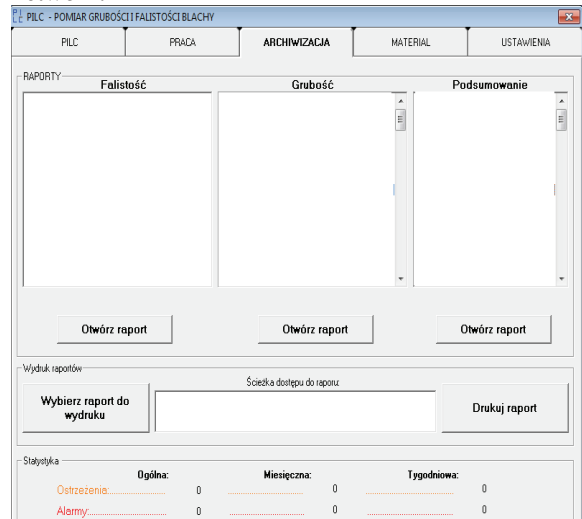 PILC - POMIAR GRUBOŚCI I FALISTOŚCI BLACHY
PILC PRACA ARCHIWIZACJA MATERIAL USTAWIENIA
RAPORTY
Falistość Grubość Podsumowanie
Otwórz raport Otwórz raport Otwórz raport
Wydruk raportów
Ścieżka dostępu do raporu:
Wybierz raport do
wydruku
Drukuj raport
Statystyka
Ogólna: Miesięczna: Tygodniowa:
Ostrzeżenia: 0 0 0
Alarmy: 0 0 0